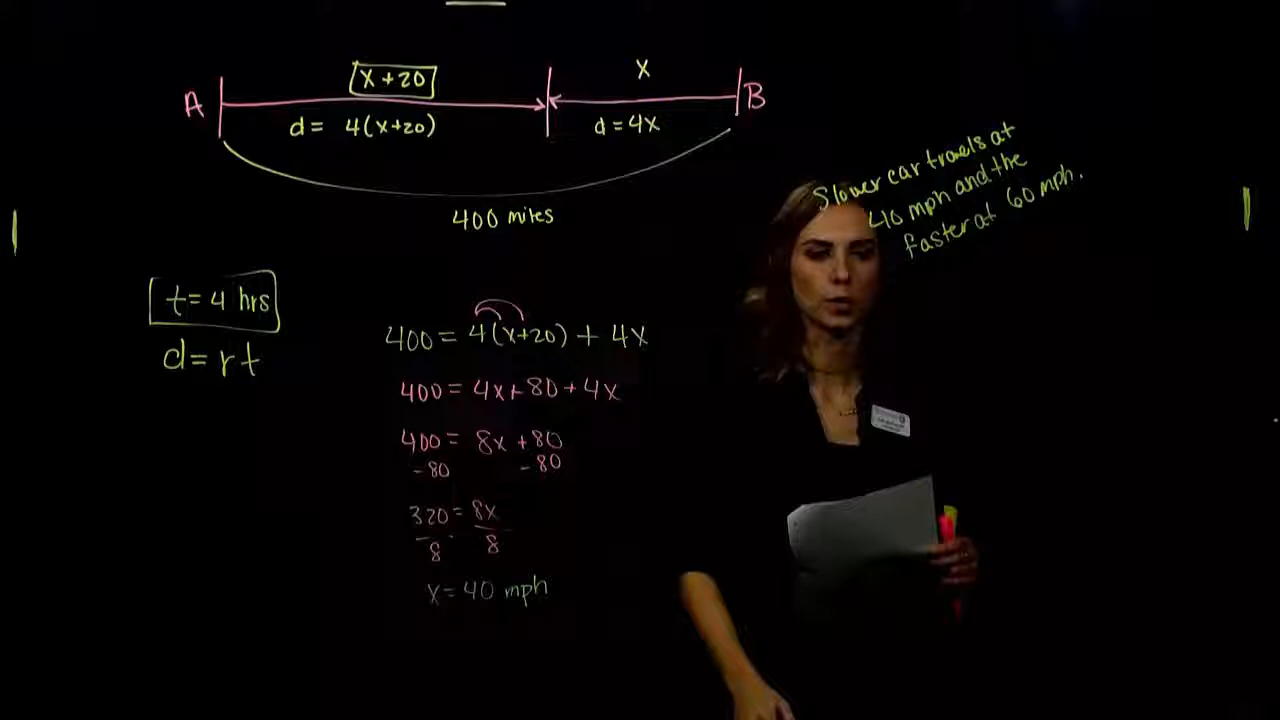 x+20
x
A
B
d= 4(x+20)
d=4x
400 miles
Slower car travels at
40 mph and the
faster at 60 mph.
t=4 hrs
d=rt
400= 4(x+20) + 4x
400= 4x+80+4x
400= 8x +80
-80 -80
320=8x
8 8
x=40 mph